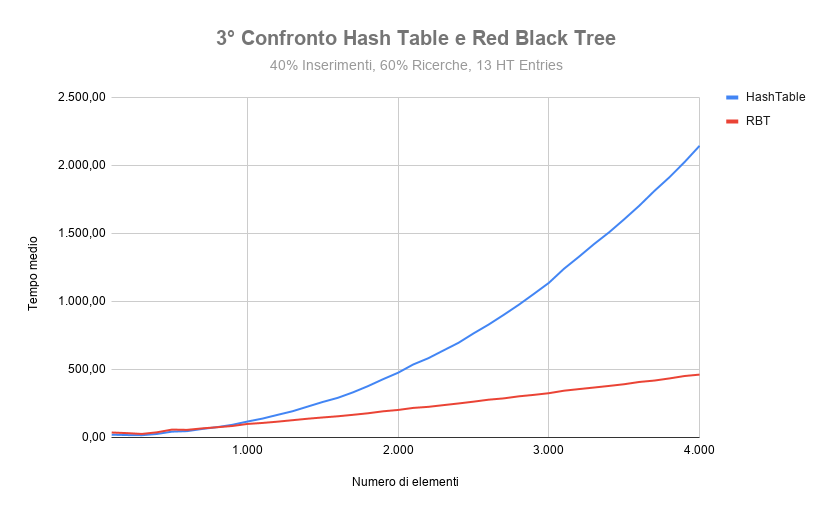 3° Confronto Hash Table e Red Black Tree
40% Inserimenti, 60% Ricerche, 13 HT Entries
HashTable
RBT
Tempo medio
2.500,00
2.000,00
1.500,00
1.000,00
500,00
0,00
1.000
2.000
3.000
4.000
Numero di elementi